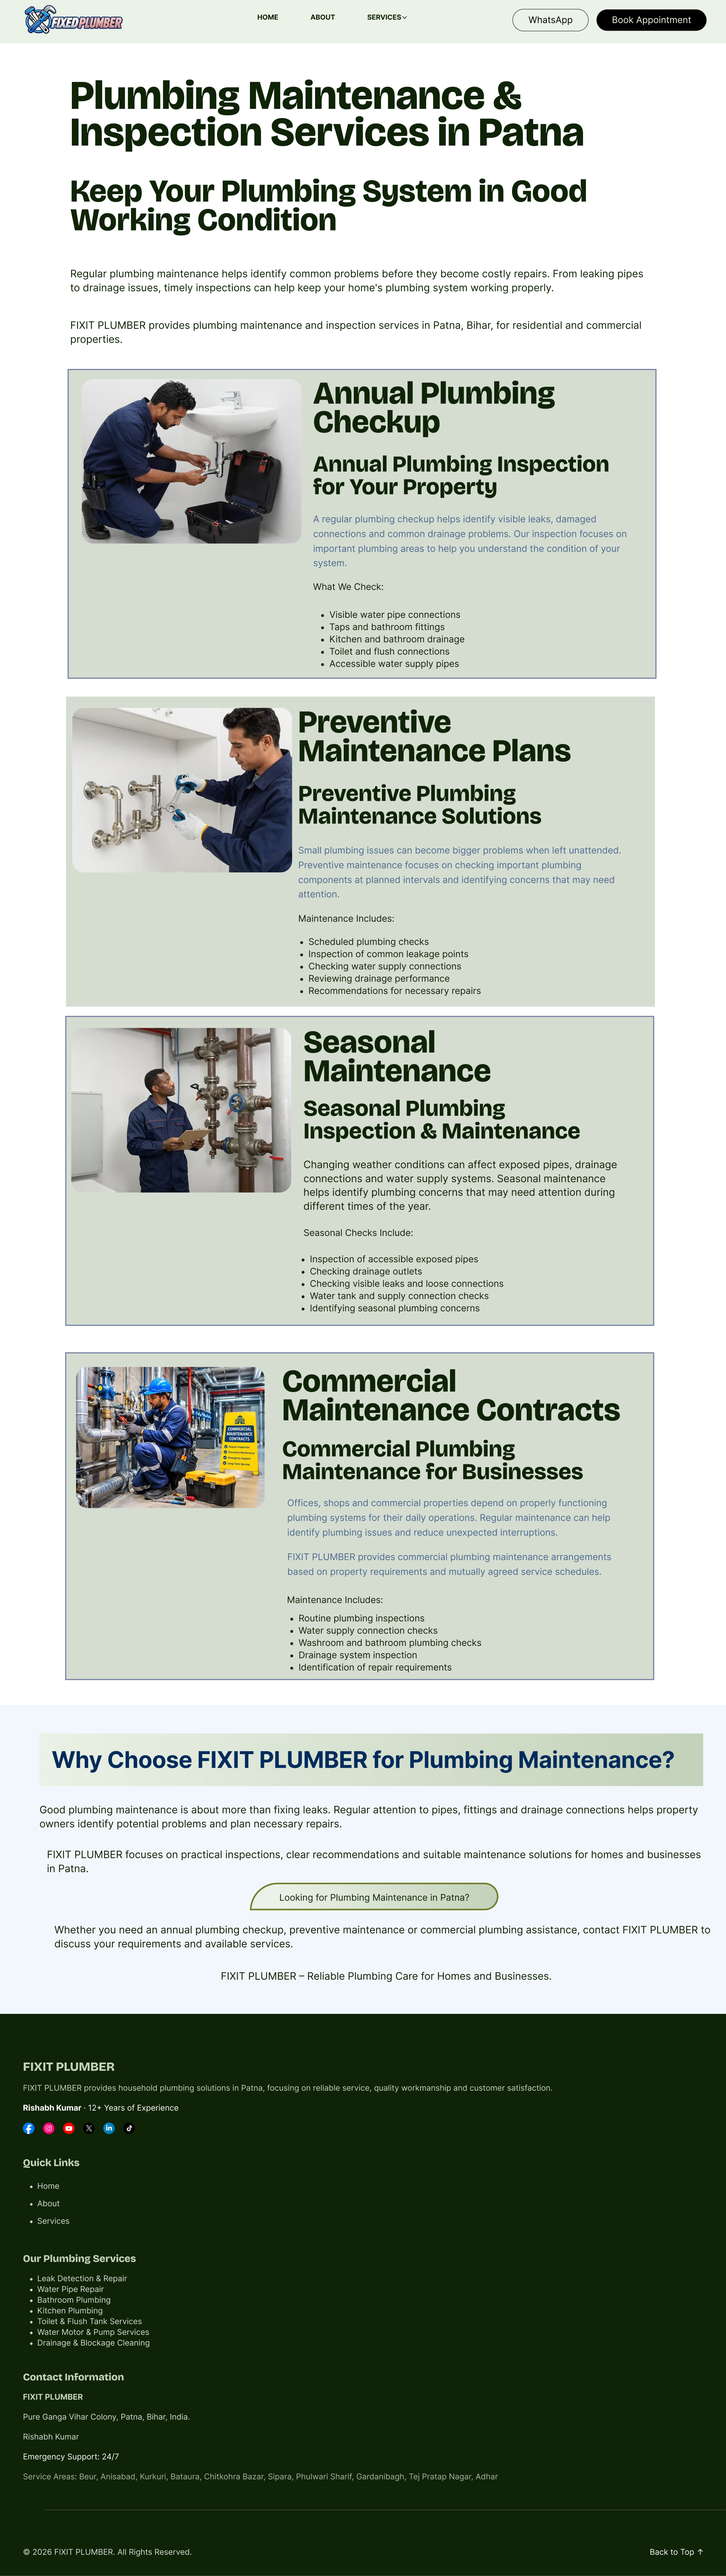 FIXEDPLUMBER
HOME
ABOUT
SERVICES
WhatsApp
Book Appointment
Plumbing Maintenance &
Inspection Services in Patna
Keep Your Plumbing System in Good
Working Condition
Regular plumbing maintenance helps identify common problems before they become costly repairs. From leaking pipes
to drainage issues, timely inspections can help keep your home's plumbing system working properly.
FIXIT PLUMBER provides plumbing maintenance and inspection services in Patna, Bihar, for residential and commercial
properties.
Annual Plumbing
Checkup
Annual Plumbing Inspection
for Your Property
A regular plumbing checkup helps identify visible leaks, damaged
connections and common drainage problems. Our inspection focuses on
important plumbing areas to help you understand the condition of your
system.
What We Check:
• Visible water pipe connections
• Taps and bathroom fittings
• Kitchen and bathroom drainage
• Toilet and flush connections
• Accessible water supply pipes
Preventive
Maintenance Plans
Preventive Plumbing
Maintenance Solutions
Small plumbing issues can become bigger problems when left unattended.
Preventive maintenance focuses on checking important plumbing
components at planned intervals and identifying concerns that may need
attention.
Maintenance Includes:
• Scheduled plumbing checks
• Inspection of common leakage points
• Checking water supply connections
• Reviewing drainage performance
• Recommendations for necessary repairs
Seasonal
Maintenance
Seasonal Plumbing
Inspection & Maintenance
Changing weather conditions can affect exposed pipes, drainage
connections and water supply systems. Seasonal maintenance
helps identify plumbing concerns that may need attention during
different times of the year.
Seasonal Checks Include:
• Inspection of accessible exposed pipes
• Checking drainage outlets
• Checking visible leaks and loose connections
• Water tank and supply connection checks
• Identifying seasonal plumbing concerns
COMMERCIAL
MAINTENANCE
CONTRACTS
Commercial
Maintenance Contracts
Commercial Plumbing
Maintenance for Businesses
Offices, shops and commercial properties depend on properly functioning
plumbing systems for their daily operations. Regular maintenance can help
identify plumbing issues and reduce unexpected interruptions.
FIXIT PLUMBER provides commercial plumbing maintenance arrangements
based on property requirements and mutually agreed service schedules.
Maintenance Includes:
• Routine plumbing inspections
• Water supply connection checks
• Washroom and bathroom plumbing checks
• Drainage system inspection
• Identification of repair requirements
Why Choose FIXIT PLUMBER for Plumbing Maintenance?
Good plumbing maintenance is about more than fixing leaks. Regular attention to pipes, fittings and drainage connections helps property
owners identify potential problems and plan necessary repairs.
FIXIT PLUMBER focuses on practical inspections, clear recommendations and suitable maintenance solutions for homes and businesses
in Patna.
Looking for Plumbing Maintenance in Patna?
Whether you need an annual plumbing checkup, preventive maintenance or commercial plumbing assistance, contact FIXIT PLUMBER to
discuss your requirements and available services.
FIXIT PLUMBER – Reliable Plumbing Care for Homes and Businesses.
FIXIT PLUMBER
FIXIT PLUMBER provides household plumbing solutions in Patna, focusing on reliable service, quality workmanship and customer satisfaction.
Rishabh Kumar · 12+ Years of Experience
Quick Links
• Home
• About
• Services
Our Plumbing Services
• Leak Detection & Repair
• Water Pipe Repair
• Bathroom Plumbing
• Kitchen Plumbing
• Toilet & Flush Tank Services
• Water Motor & Pump Services
• Drainage & Blockage Cleaning
Contact Information
FIXIT PLUMBER
Pure Ganga Vihar Colony, Patna, Bihar, India.
Rishabh Kumar
Emergency Support: 24/7
Service Areas: Beur, Anisabad, Kurkuri, Bataura, Chitkohra Bazar, Sipara, Phulwari Sharif, Gardanibagh, Tej Pratap Nagar, Adhar
© 2026 FIXIT PLUMBER. All Rights Reserved.
Back to Top ↑